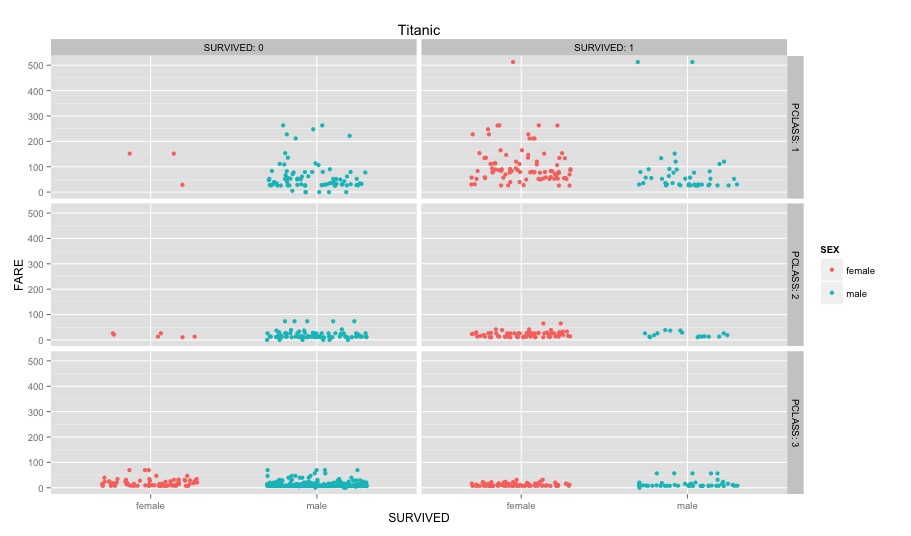 Titanic
SURVIVED: 0
SURVIVED: 1
500
400
300
200
100
0
PCLASS: 1
500
400
300
200
100
0
PCLASS: 2
500
400
300
200
100
0
PCLASS: 3
FARE
female
male
female
male
SURVIVED
SEX
female
male